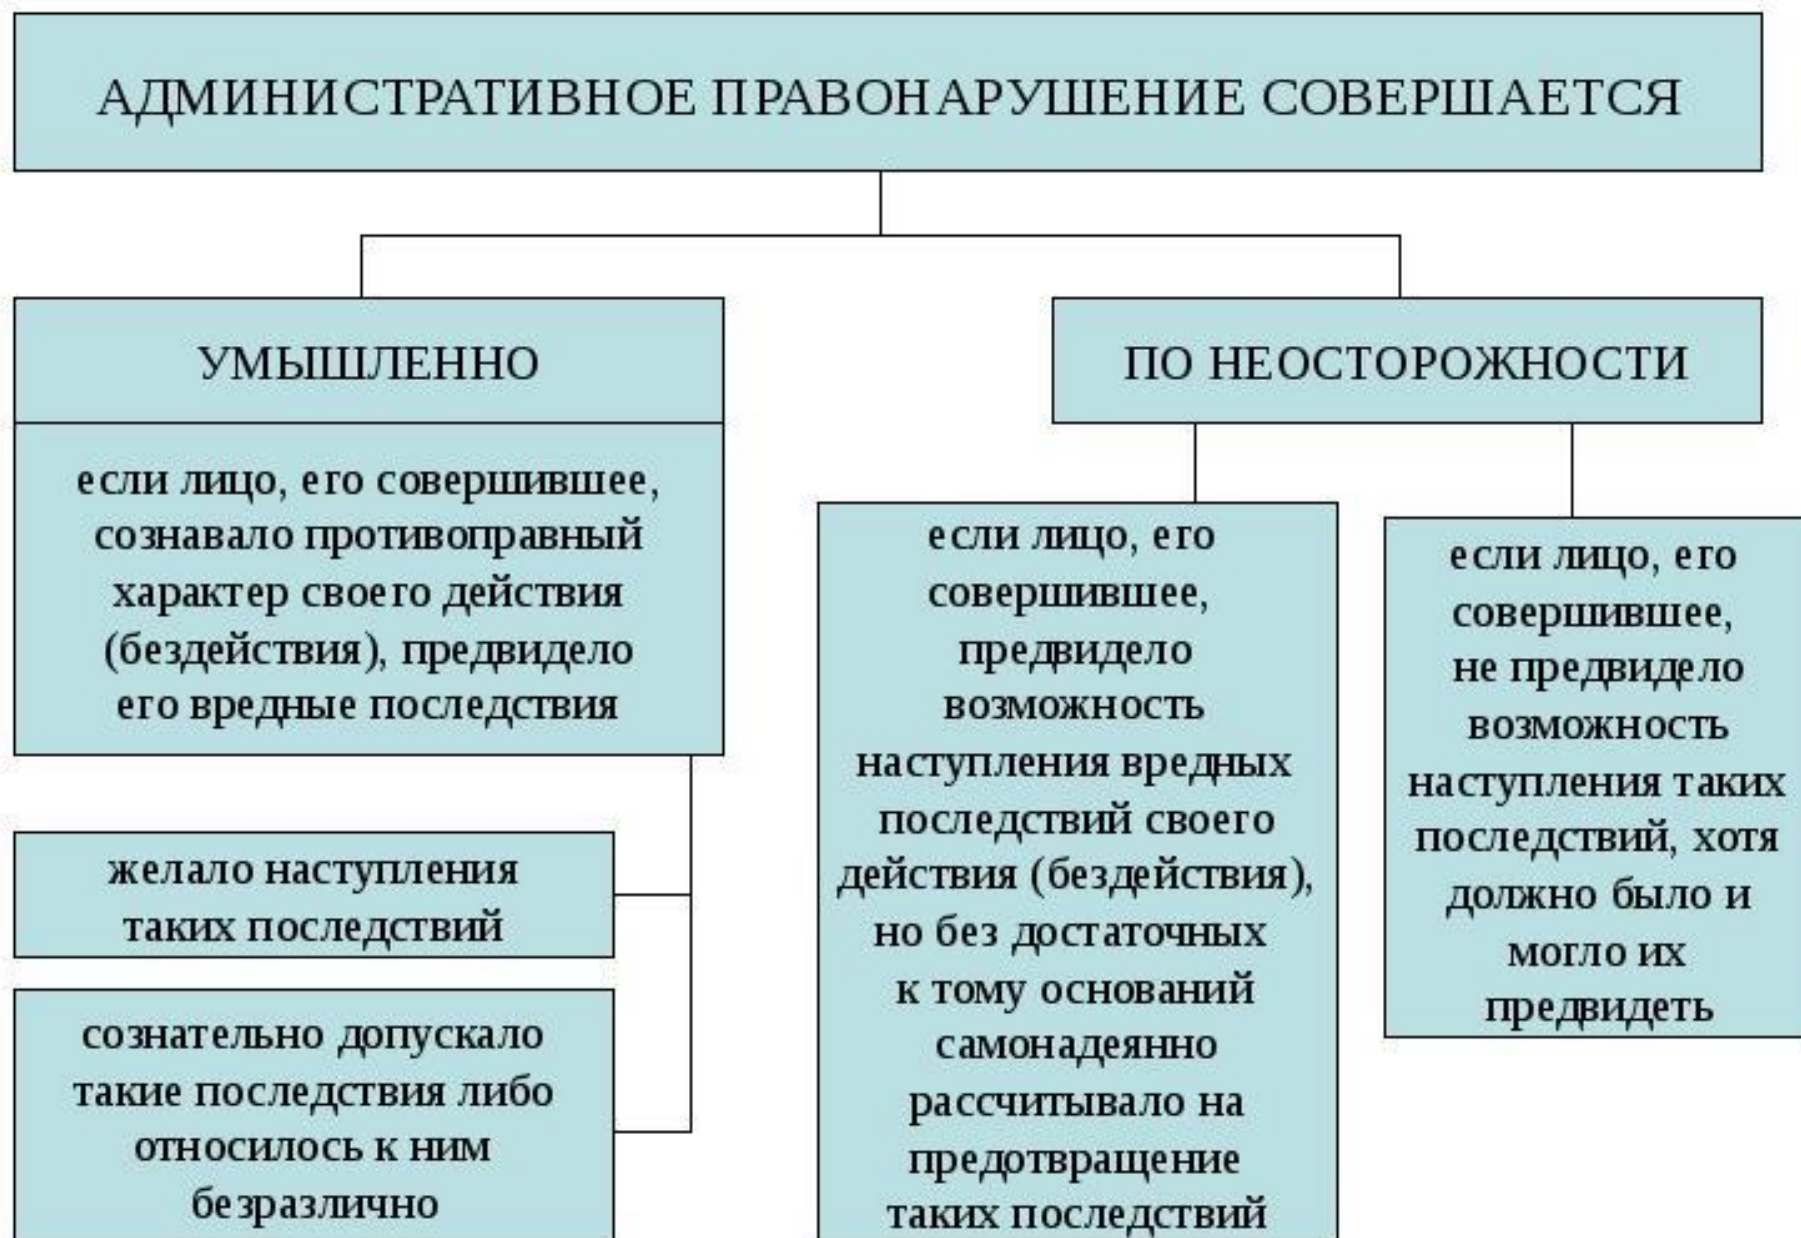 АДМИНИСТРАТИВНОЕ ПРАВОНАРУШЕНИЕ СОВЕРШАЕТСЯ
УМЫШЛЕННО
если лицо, его совершившее,
сознавало противоправный
характер своего действия
(бездействия), предвидело
его вредные последствия
желало наступления
таких последствий
сознательно допускало
такие последствия либо
относилось к ним
безразлично
ПО НЕОСТОРОЖНОСТИ
если лицо, его
совершившее,
предвидело
возможность
наступления вредных
последствий своего
действия (бездействия),
но без достаточных
к тому оснований
самонадеянно
рассчитывало на
предотвращение
таких последствий
если лицо, его
совершившее,
не предвидело
возможность
наступления таких
последствий, хотя
должно было и
могло их
предвидеть